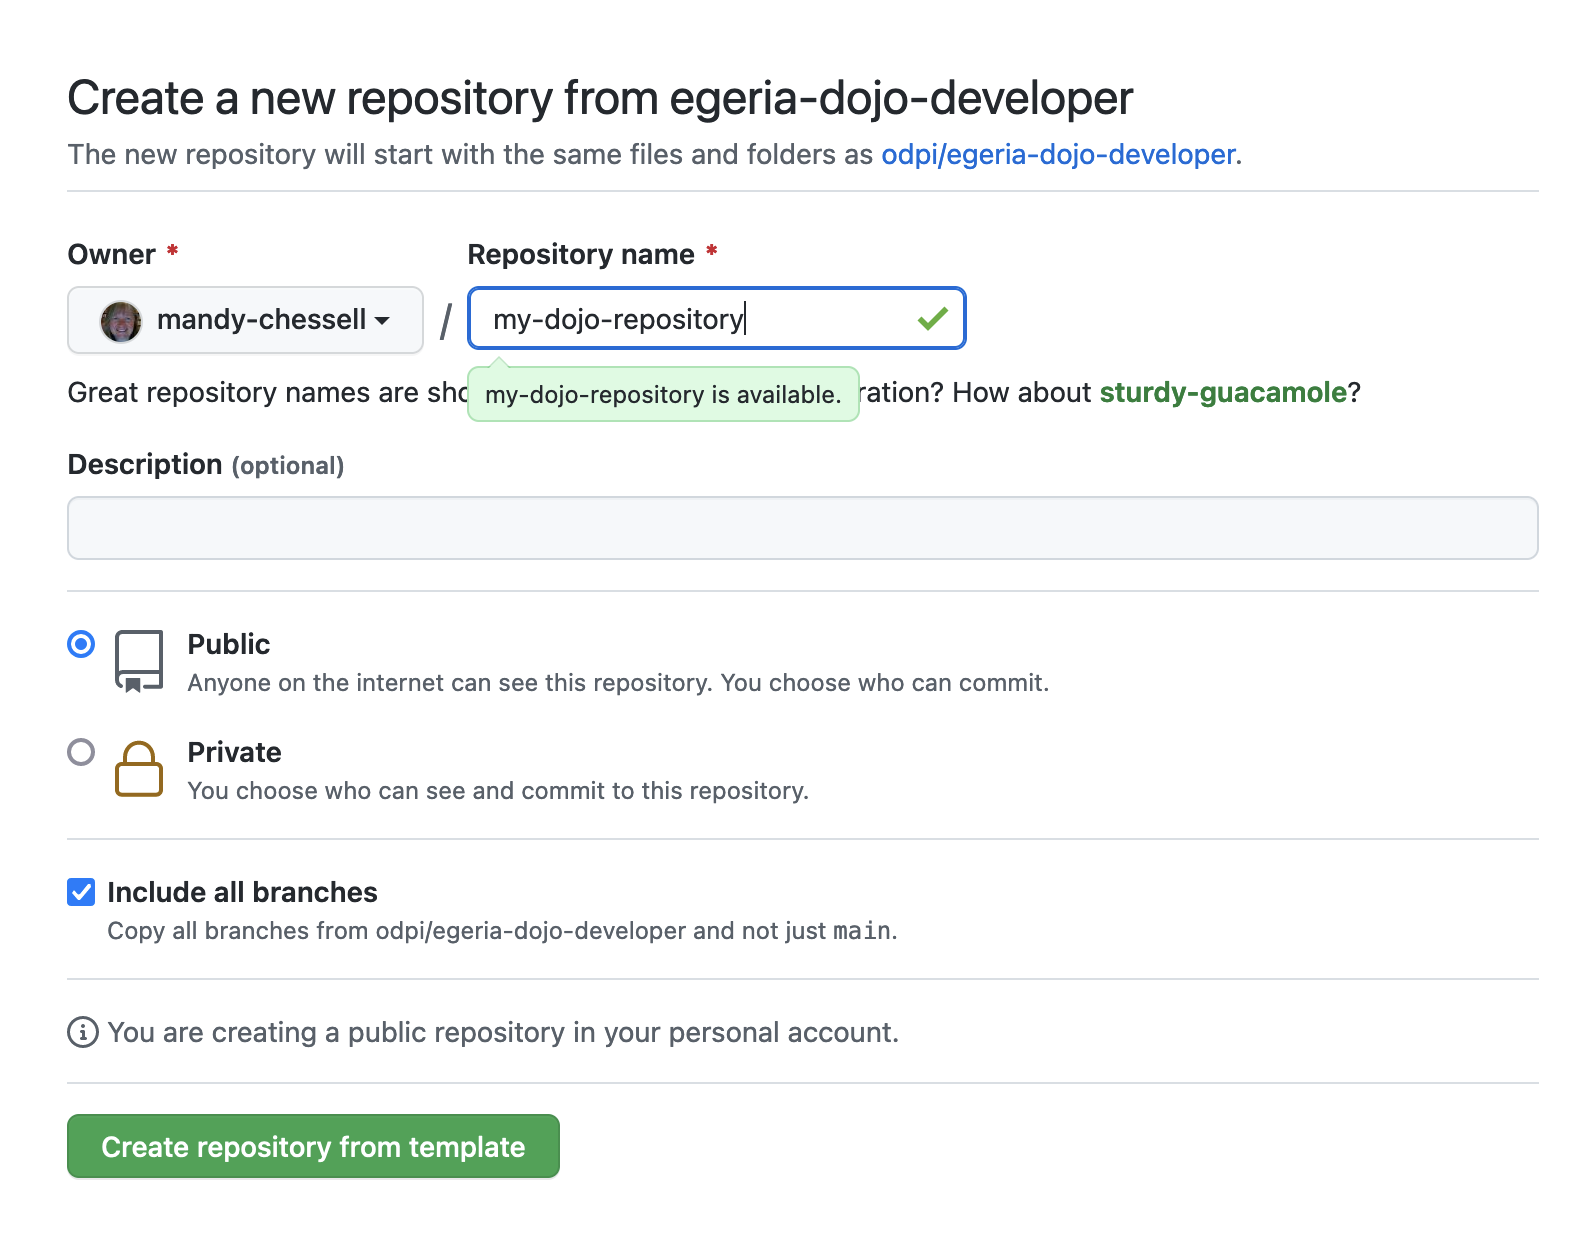 Create a new repository from egeria-dojo-developer
The new repository will start with the same files and folders as odpi/egeria-dojo-developer.
Owner * Repository name *
mandy-chessell / my-dojo-repository
Great repository names are sho my-dojo-repository is available. ration? How about sturdy-guacamole?
Description (optional)
Public
Anyone on the internet can see this repository. You choose who can commit.
Private
You choose who can see and commit to this repository.
Include all branches
Copy all branches from odpi/egeria-dojo-developer and not just main.
You are creating a public repository in your personal account.
Create repository from template